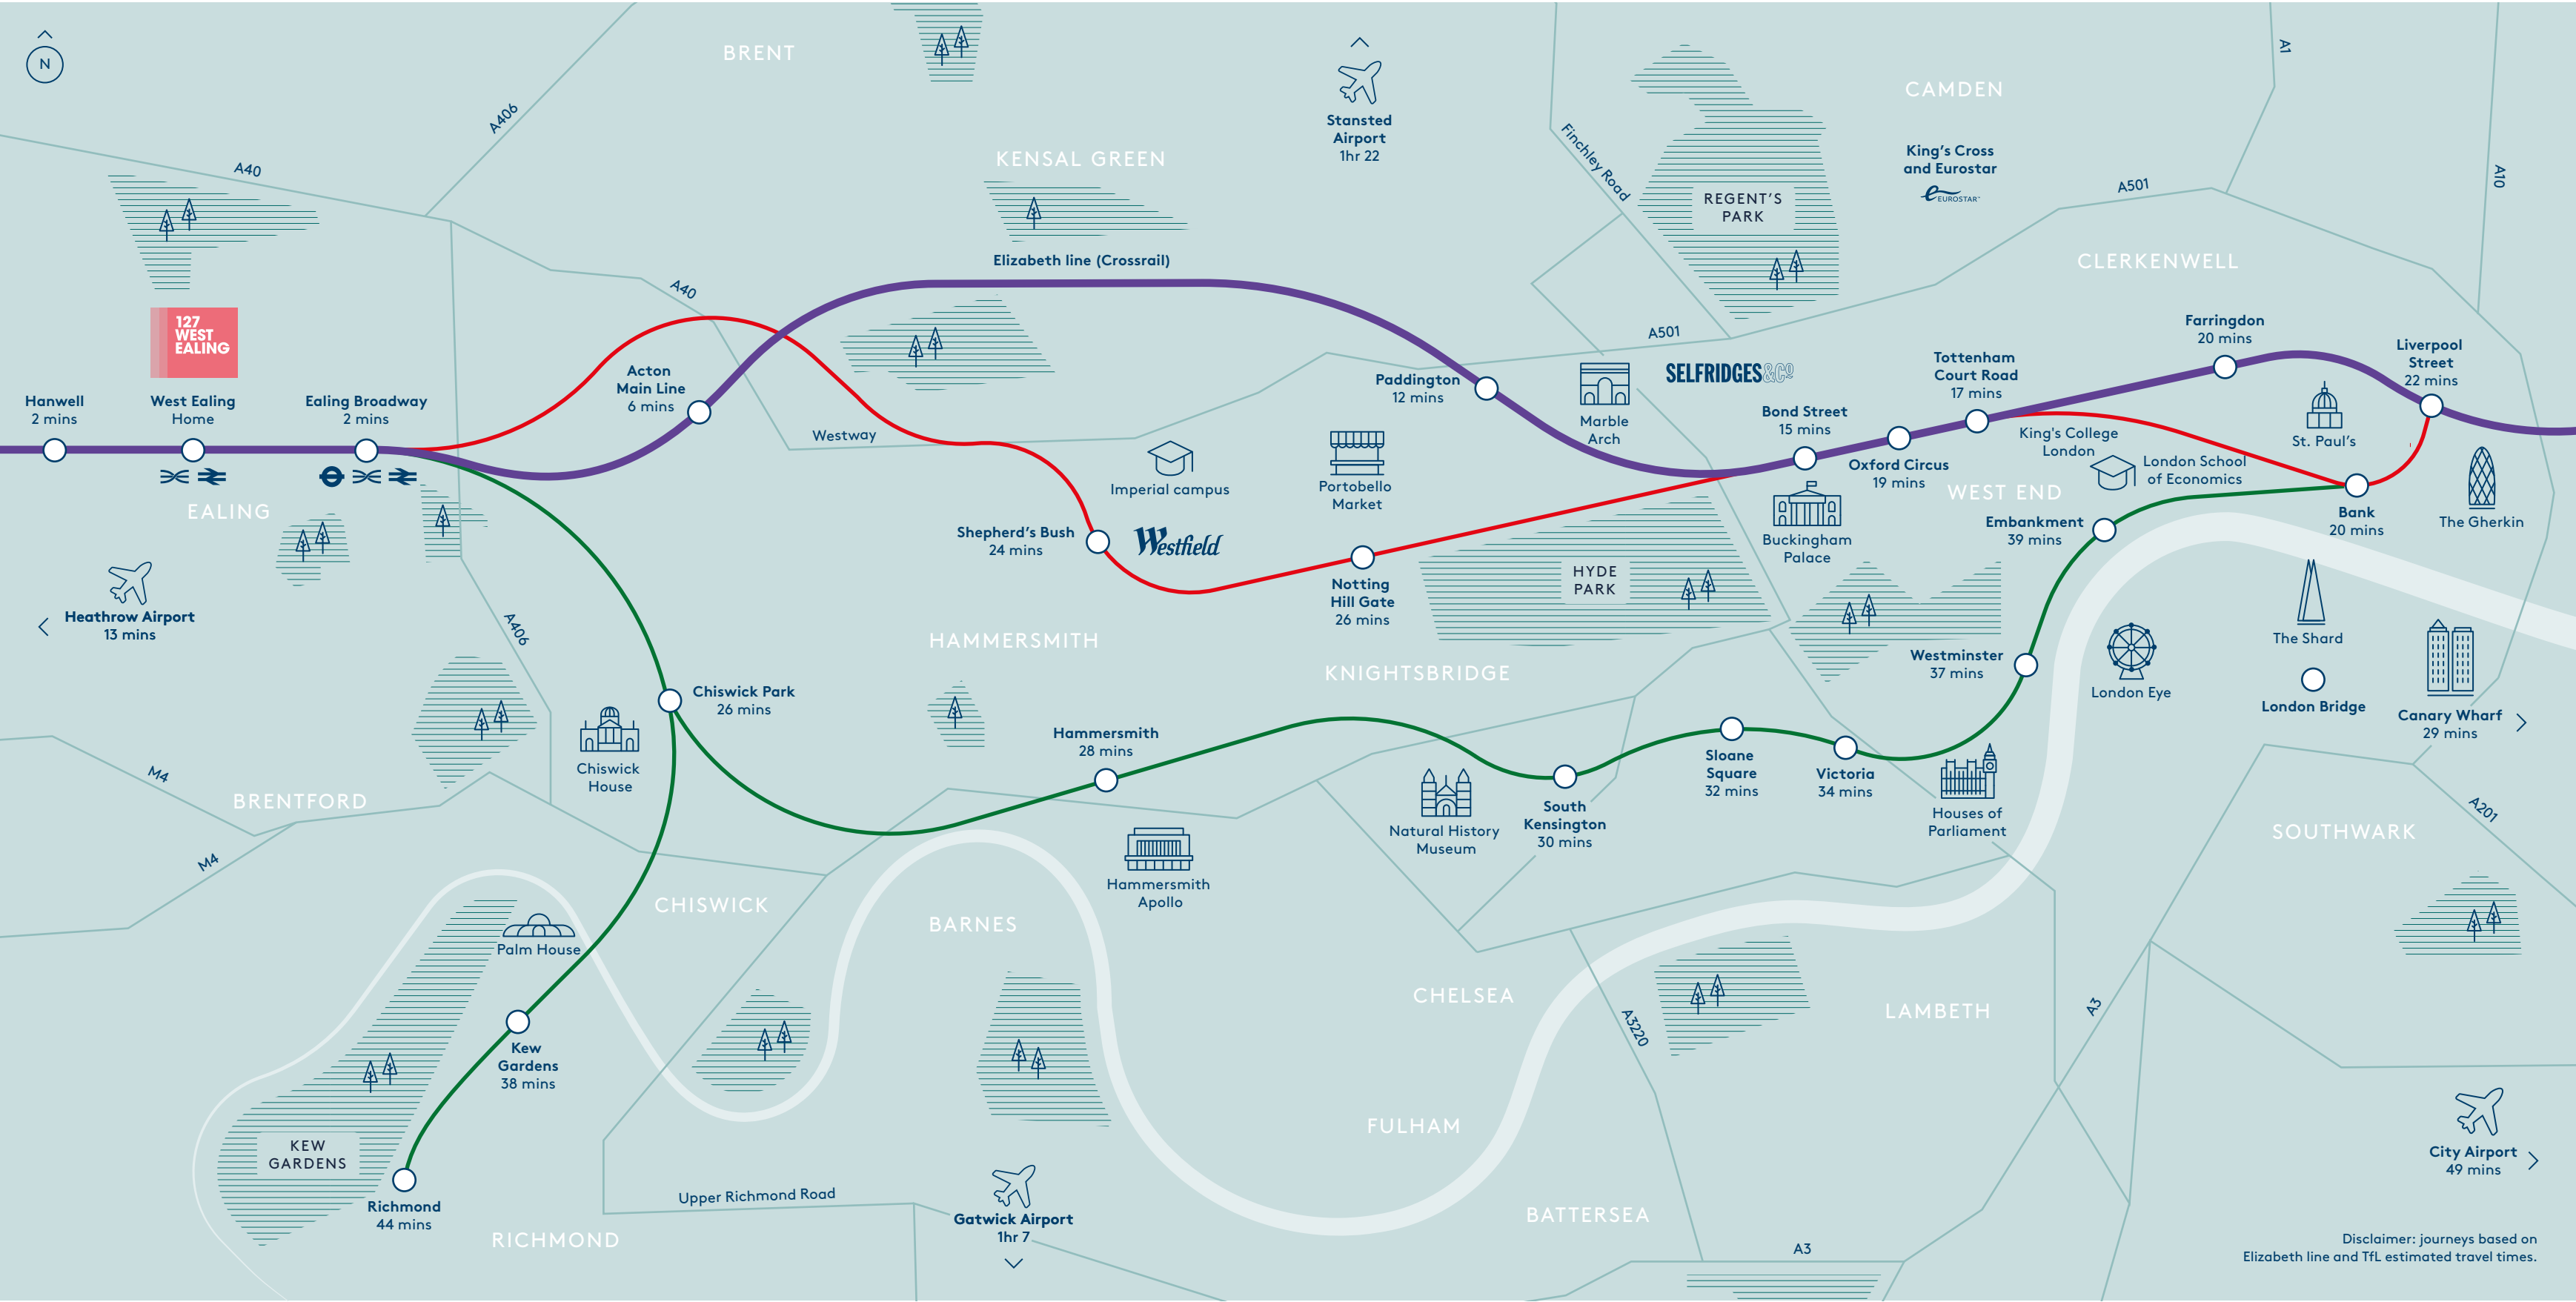 N
BRENT
A406
A40
KENSAL GREEN
Stansted
Airport
1hr 22
Finchley Road
REGENT'S
PARK
CAMDEN
King's Cross
and Eurostar
EUROSTAR™
A1
A10
A501
CLERKENWELL
127
WEST
EALING
Elizabeth line (Crossrail)
A40
A501
Hanwell
2 mins
West Ealing
Home
Ealing Broadway
2 mins
Acton
Main Line
6 mins
Westway
Paddington
12 mins
Marble
Arch
SELFRIDGES&CO
Bond Street
15 mins
Oxford Circus
19 mins
Tottenham
Court Road
17 mins
Farringdon
20 mins
Liverpool
Street
22 mins
St. Paul's
King's College
London
London School
of Economics
WEST END
Bank
20 mins
The Gherkin
EALING
Heathrow Airport
13 mins
A406
Imperial campus
Portobello
Market
Shepherd's Bush
24 mins
Westfield
Notting
Hill Gate
26 mins
HYDE
PARK
Buckingham
Palace
Embankment
39 mins
HAMMERSMITH
KNIGHTSBRIDGE
Westminster
37 mins
London Eye
The Shard
London Bridge
Canary Wharf
29 mins
Chiswick Park
26 mins
Chiswick
House
Hammersmith
28 mins
Hammersmith
Apollo
Natural History
Museum
South
Kensington
30 mins
Sloane
Square
32 mins
Victoria
34 mins
Houses of
Parliament
SOUTHWARK
A201
M4
BRENTFORD
M4
CHISWICK
BARNES
Palm House
CHELSEA
A3220
LAMBETH
A3
Kew
Gardens
38 mins
KEW
GARDENS
Richmond
44 mins
RICHMOND
Upper Richmond Road
Gatwick Airport
1hr 7
FULHAM
BATTERSEA
A3
City Airport
49 mins
Disclaimer: journeys based on
Elizabeth line and TfL estimated travel times.